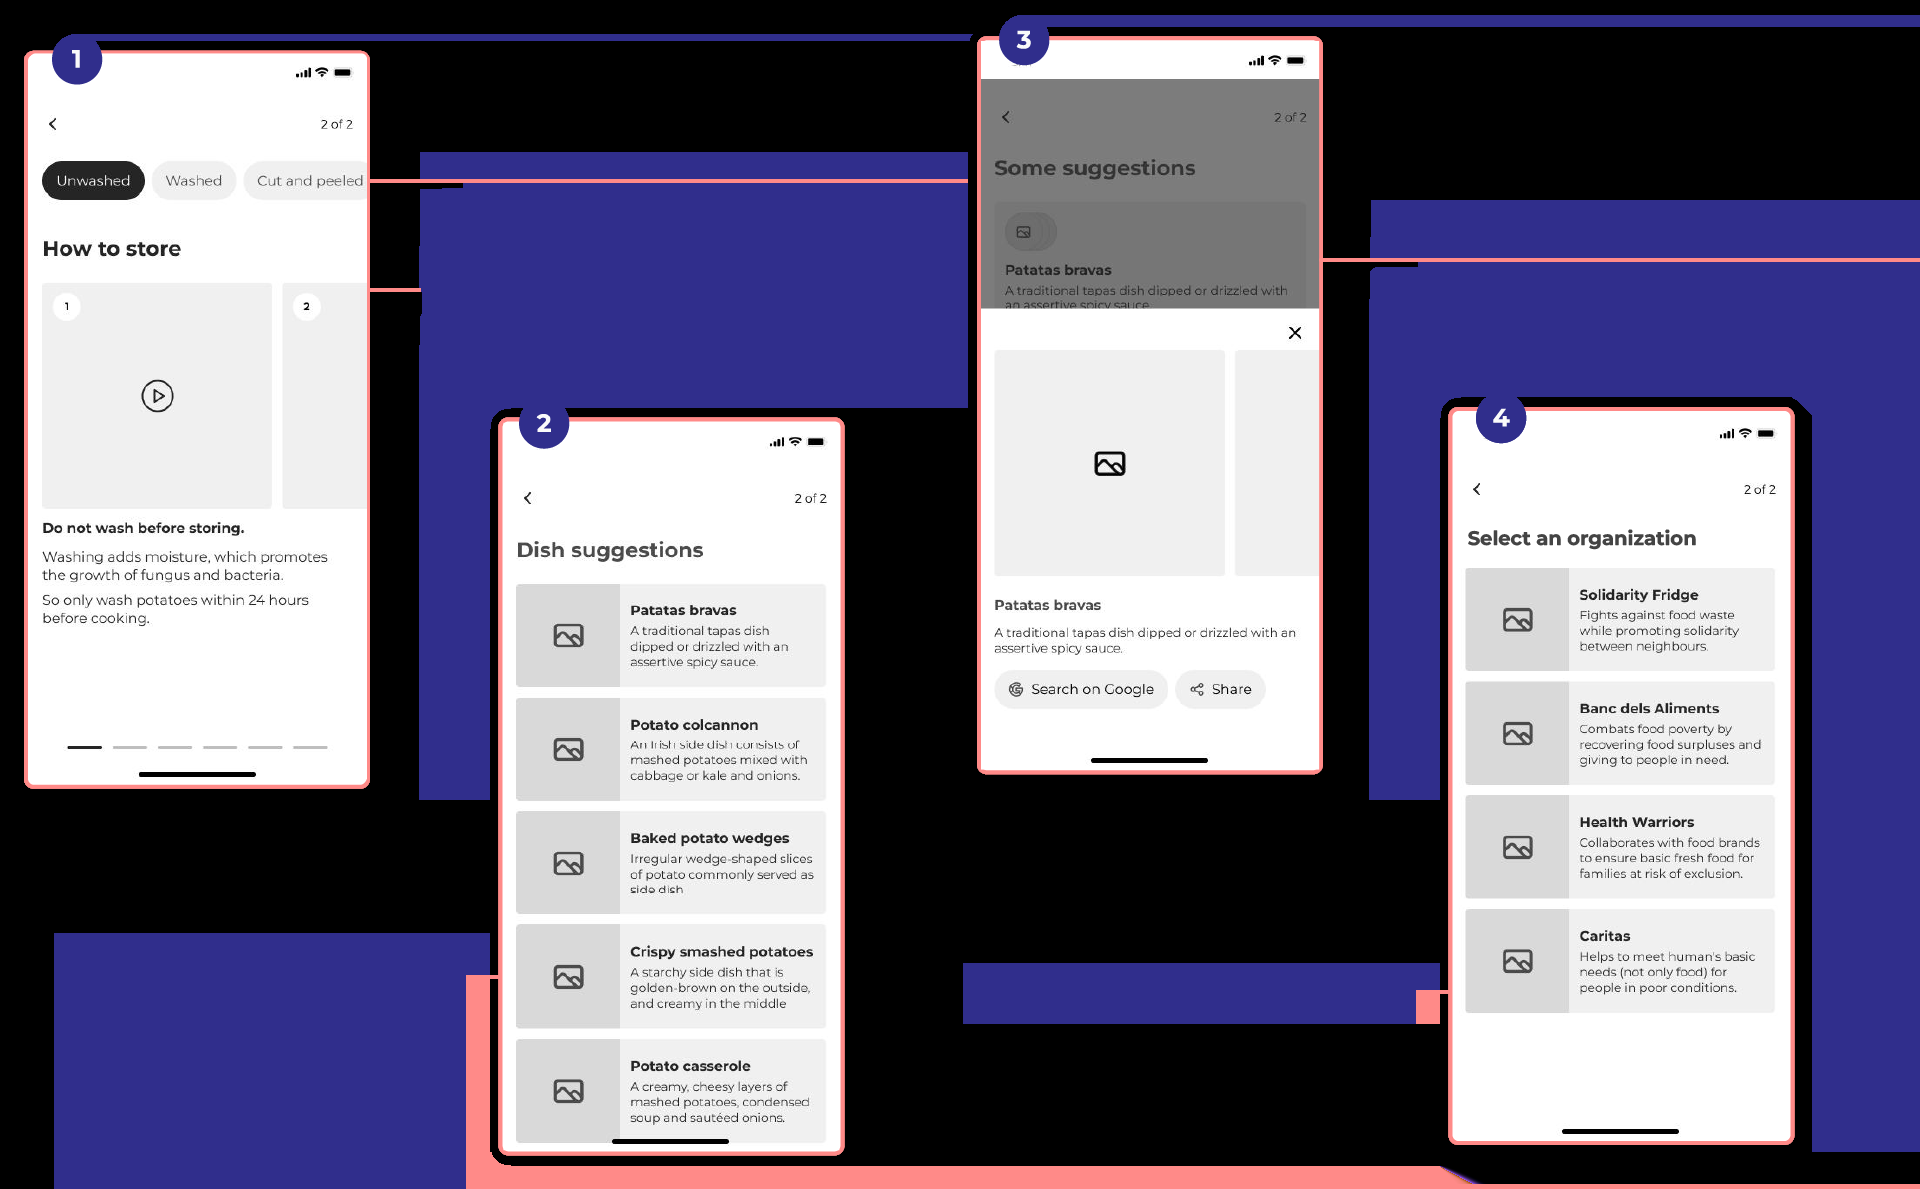 1
2 of 2
Unwashed
Washed
Cut and peeled
How to store
1
2
Do not wash before storing.
Washing adds moisture, which promotes
the growth of fungus and bacteria.
So only wash potatoes within 24 hours
before cooking.
2
2 of 2
Dish suggestions
Patatas bravas
A traditional tapas dish
dipped or drizzled with an
assertive spicy sauce.
Potato colcannon
An Irish side dish consists of
mashed potatoes mixed with
cabbage or kale and onions.
Baked potato wedges
Irregular wedge-shaped slices
of potato commonly served as
side dish
Crispy smashed potatoes
A starchy side dish that is
golden-brown on the outside,
and creamy in the middle
Potato casserole
A creamy, cheesy layers of
mashed potatoes, condensed
soup and sautéed onions.
3
2 of 2
Some suggestions
Patatas bravas
A traditional tapas dish dipped or drizzled with
an assertive spicy sauce
Patatas bravas
A traditional tapas dish dipped or drizzled with an
assertive spicy sauce.
Search on Google
Share
4
2 of 2
Select an organization
Solidarity Fridge
Fights against food waste
while promoting solidarity
between neighbours.
Banc dels Aliments
Combats food poverty by
recovering food surpluses and
giving to people in need.
Health Warriors
Collaborates with food brands
to ensure basic fresh food for
families at risk of exclusion.
Caritas
Helps to meet human's basic
needs (not only food) for
people in poor conditions.